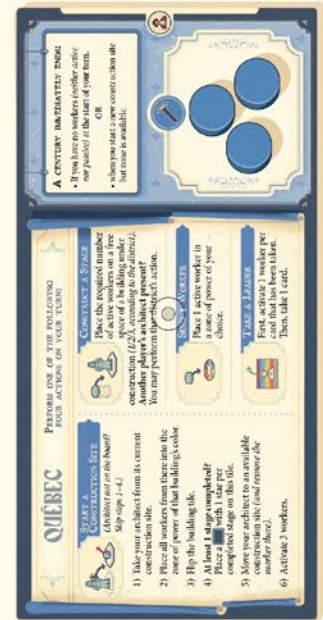 QUÉBEC
PERFORM ONE OF THE FOLLOWING
FOUR ACTIONS ON YOUR TURN:
START A
CONSTRUCTION SITE
(Architect not on the board?
Skip steps 1–4.)
1) Take your architect from its current
construction site.
2) Place all workers from there into the
zone of power of that building's color.
3) Flip the building tile.
4) At least 1 stage completed?
Place a with 1 star per
completed stage on this tile.
5) Move your architect to an available
construction site (and remove the
marker there).
6) Activate 3 workers.
CONSTRUCT A STAGE
Place the required number
of active workers on a free
space of a building under
construction (1/2/3, according to the district).
Another player's architect present?
You may perform the district's action.
SEND A WORKER
Place 1 active worker in
a zone of power of your
choice.
TAKE A LEADER
First, activate 1 worker per
card that has been taken.
Then, take 1 card.
A CENTURY IMMEDIATELY ENDS:
• If you have no workers (neither active
nor passive) at the start of your turn.
OR
• when you start a new construction site
but none is available.